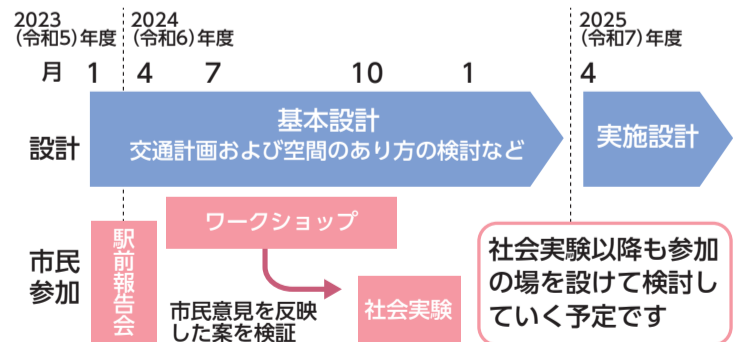 2023
(令和5)年度
2024
(令和6)年度
2025
(令和7)年度
月 1 4 7 10 1 4
設計
基本設計
交通計画および空間のあり方の検討など
実施設計
市民
参加
駅前報告会
ワークショップ
市民意見を反映
した案を検証
社会実験
社会実験以降も参加
の場を設けて検討し
ていく予定です